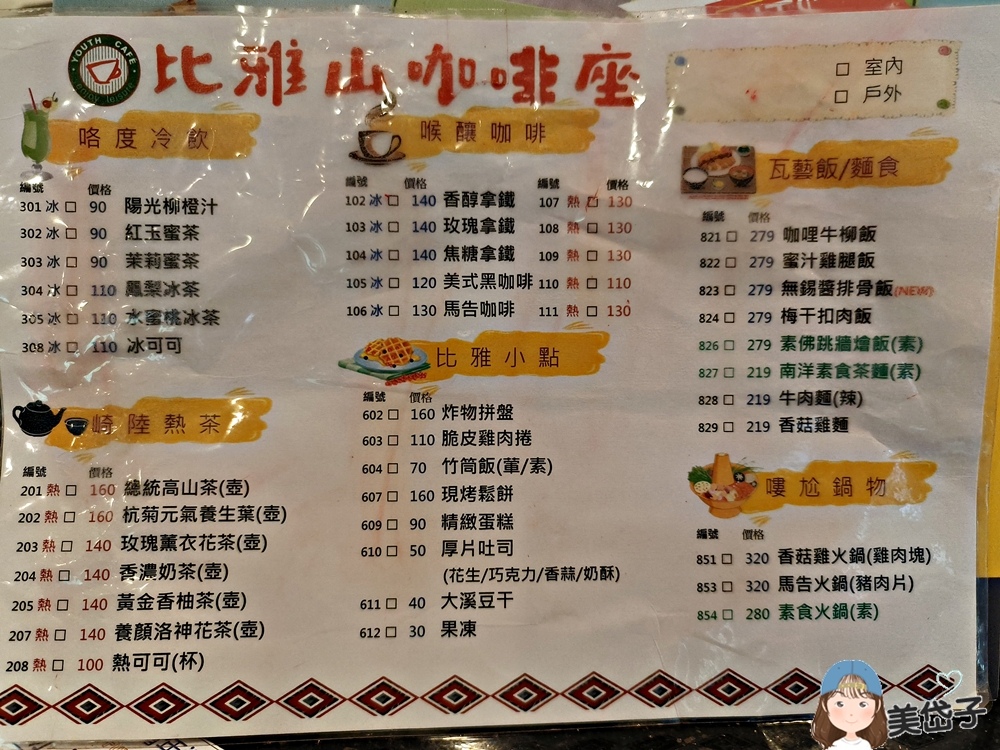 YOUTH CAFE
enjoy leisure
比雅山咖啡座
□ 室內
□ 戶外
咯度冷飲
編號 價格
301 冰 □ 90 陽光柳橙汁
302 冰 □ 90 紅玉蜜茶
303 冰 □ 90 茉莉蜜茶
304 冰 □ 110 鳳梨冰茶
305 冰 □ 110 水蜜桃冰茶
308 冰 □ 110 冰可可
崎陸熱茶
編號 價格
201 熱 □ 160 總統高山茶(壺)
202 熱 □ 160 杭菊元氣養生葉(壺)
203 熱 □ 140 玫瑰薰衣花茶(壺)
204 熱 □ 140 香濃奶茶(壺)
205 熱 □ 140 黃金香柚茶(壺)
207 熱 □ 140 養顏洛神花茶(壺)
208 熱 □ 100 熱可可(杯)
喉釀咖啡
編號 價格 編號 價格
102 冰 □ 140 香醇拿鐵 107 熱 □ 130
103 冰 □ 140 玫瑰拿鐵 108 熱 □ 130
104 冰 □ 140 焦糖拿鐵 109 熱 □ 130
105 冰 □ 120 美式黑咖啡 110 熱 □ 110
106 冰 □ 130 馬告咖啡 111 熱 □ 130
比雅小點
編號 價格
602 □ 160 炸物拼盤
603 □ 110 脆皮雞肉捲
604 □ 70 竹筒飯(葷/素)
607 □ 160 現烤鬆餅
609 □ 90 精緻蛋糕
610 □ 50 厚片吐司
(花生/巧克力/香蒜/奶酥)
611 □ 40 大溪豆干
612 □ 30 果凍
瓦藝飯/麵食
編號 價格
821 □ 279 咖哩牛柳飯
822 □ 279 蜜汁雞腿飯
823 □ 279 無錫醬排骨飯(NEW)
824 □ 279 梅干扣肉飯
826 □ 279 素佛跳牆燴飯(素)
827 □ 219 南洋素食茶麵(素)
828 □ 219 牛肉麵(辣)
829 □ 219 香菇雞麵
嘍尬鍋物
編號 價格
851 □ 320 香菇雞火鍋(雞肉塊)
853 □ 320 馬告火鍋(豬肉片)
854 □ 280 素食火鍋(素)
美岱子